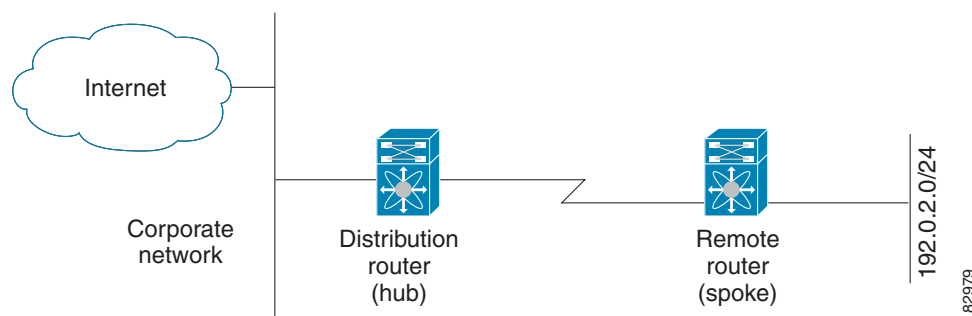 Internet
Corporate
network
Distribution
router
(hub)
Remote
router
(spoke)
192.0.2.0/24
82979